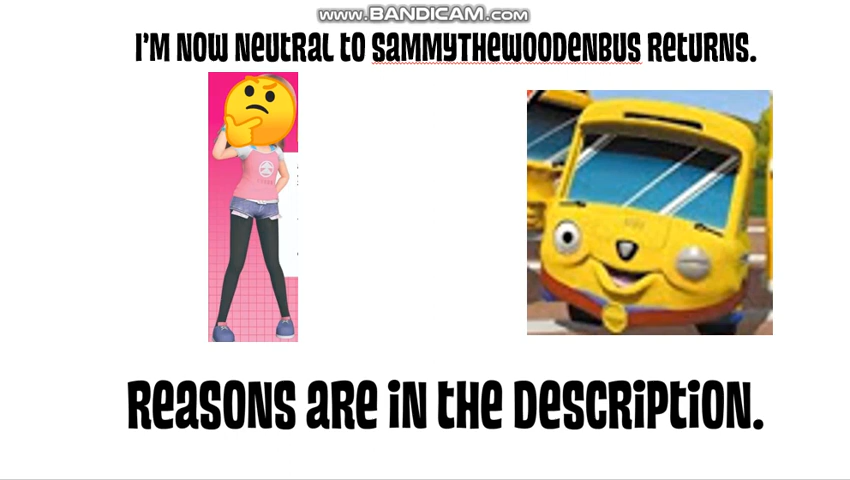 www.BANDICAM.com
I'm now neutral to SammyTheWoodenBus Returns.
Reasons are in the description.